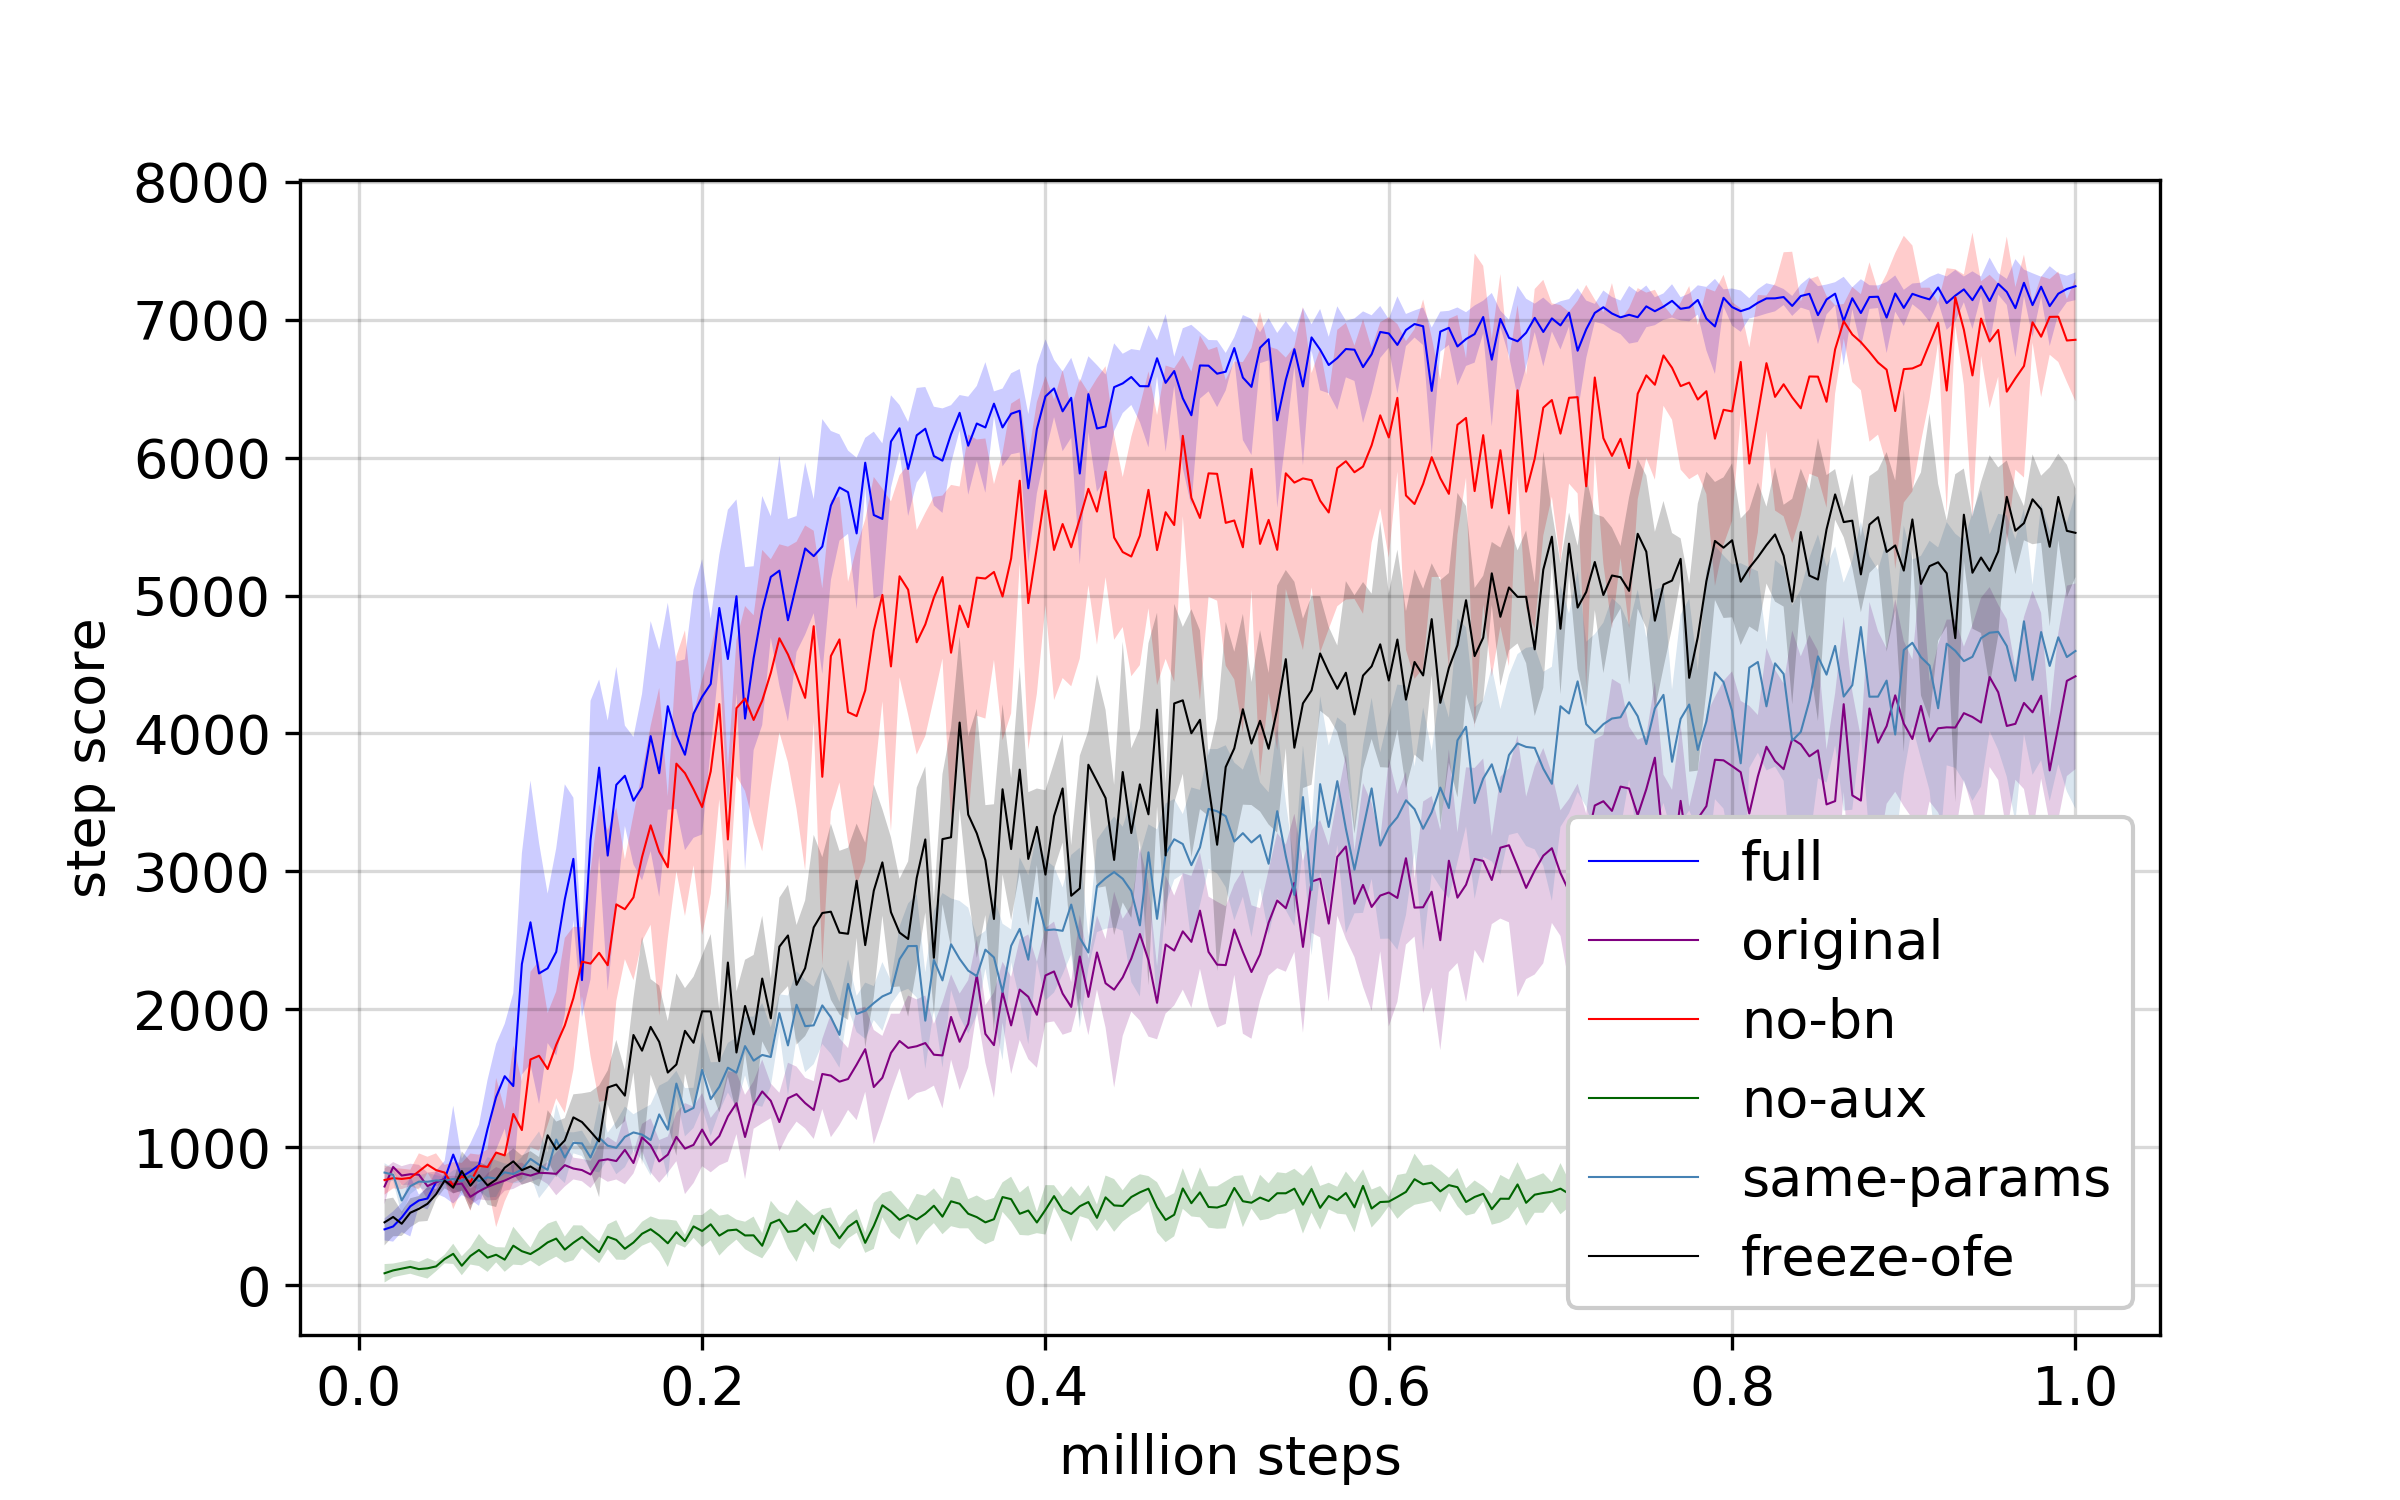 8000
7000
6000
5000
4000
3000
2000
1000
0
step score
0.0 0.2 0.4 0.6 0.8 1.0
million steps
full
original
no-bn
no-aux
same-params
freeze-ofe